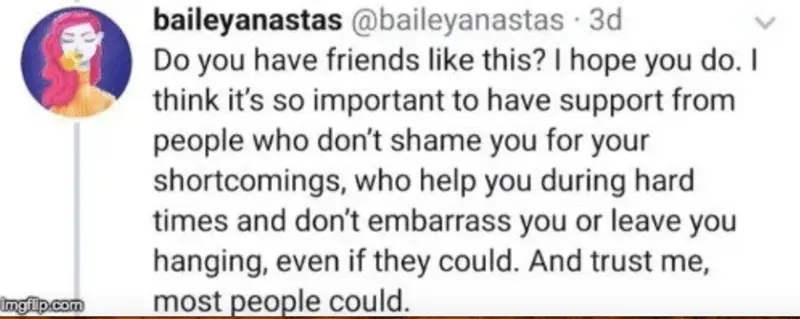 baileyanastas @baileyanastas · 3d
Do you have friends like this? I hope you do. I
think it's so important to have support from
people who don't shame you for your
shortcomings, who help you during hard
times and don't embarrass you or leave you
hanging, even if they could. And trust me,
most people could.
imgflip.com